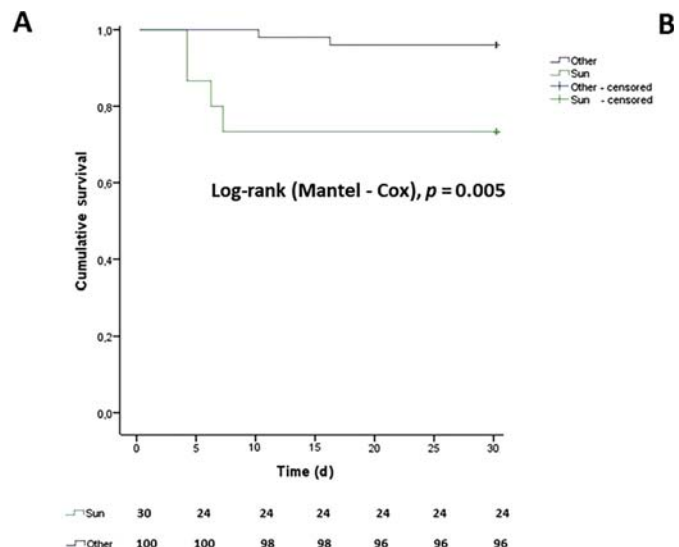 A
B
1,0
0,8
0,6
0,4
0,2
0,0
Cumulative survival
Other
Sun
Other - censored
Sun - censored
Log-rank (Mantel - Cox), p = 0.005
0 5 10 15 20 25 30
Time (d)
Sun 30 24 24 24 24 24 24
Other 100 100 98 98 96 96 96